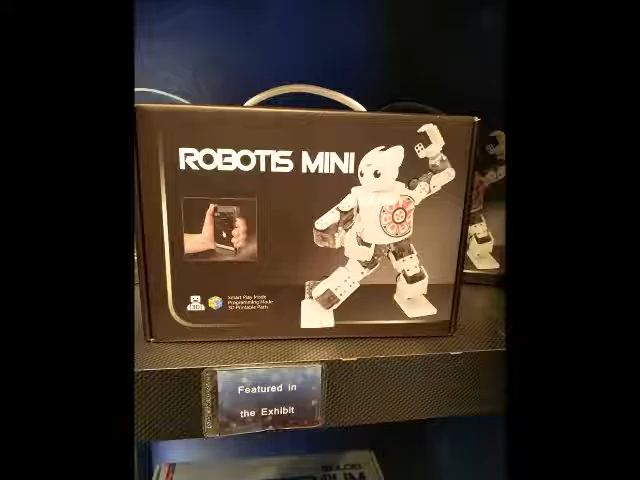 ROBOTIS MINI
Smart Play Mode
Programming Mode
3D Printable Parts
Featured in
the Exhibit